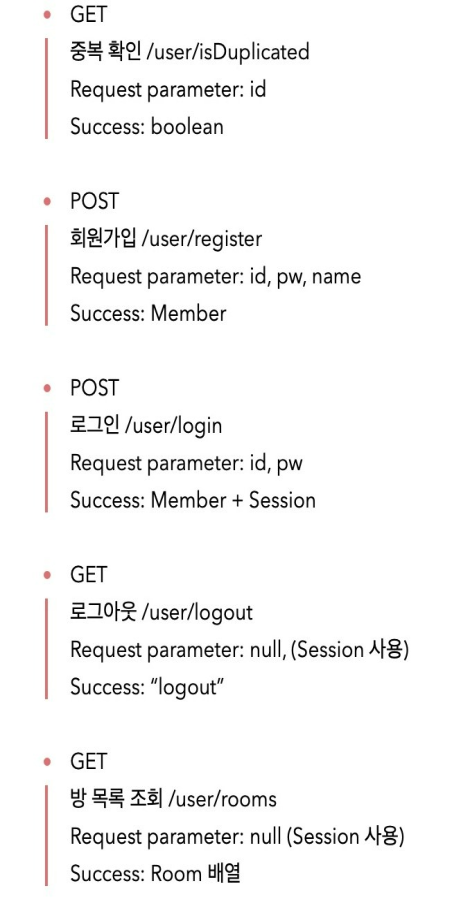 • GET
중복 확인 /user/isDuplicated
Request parameter: id
Success: boolean
• POST
회원가입 /user/register
Request parameter: id, pw, name
Success: Member
• POST
로그인 /user/login
Request parameter: id, pw
Success: Member + Session
• GET
로그아웃 /user/logout
Request parameter: null, (Session 사용)
Success: “logout”
• GET
방 목록 조회 /user/rooms
Request parameter: null (Session 사용)
Success: Room 배열